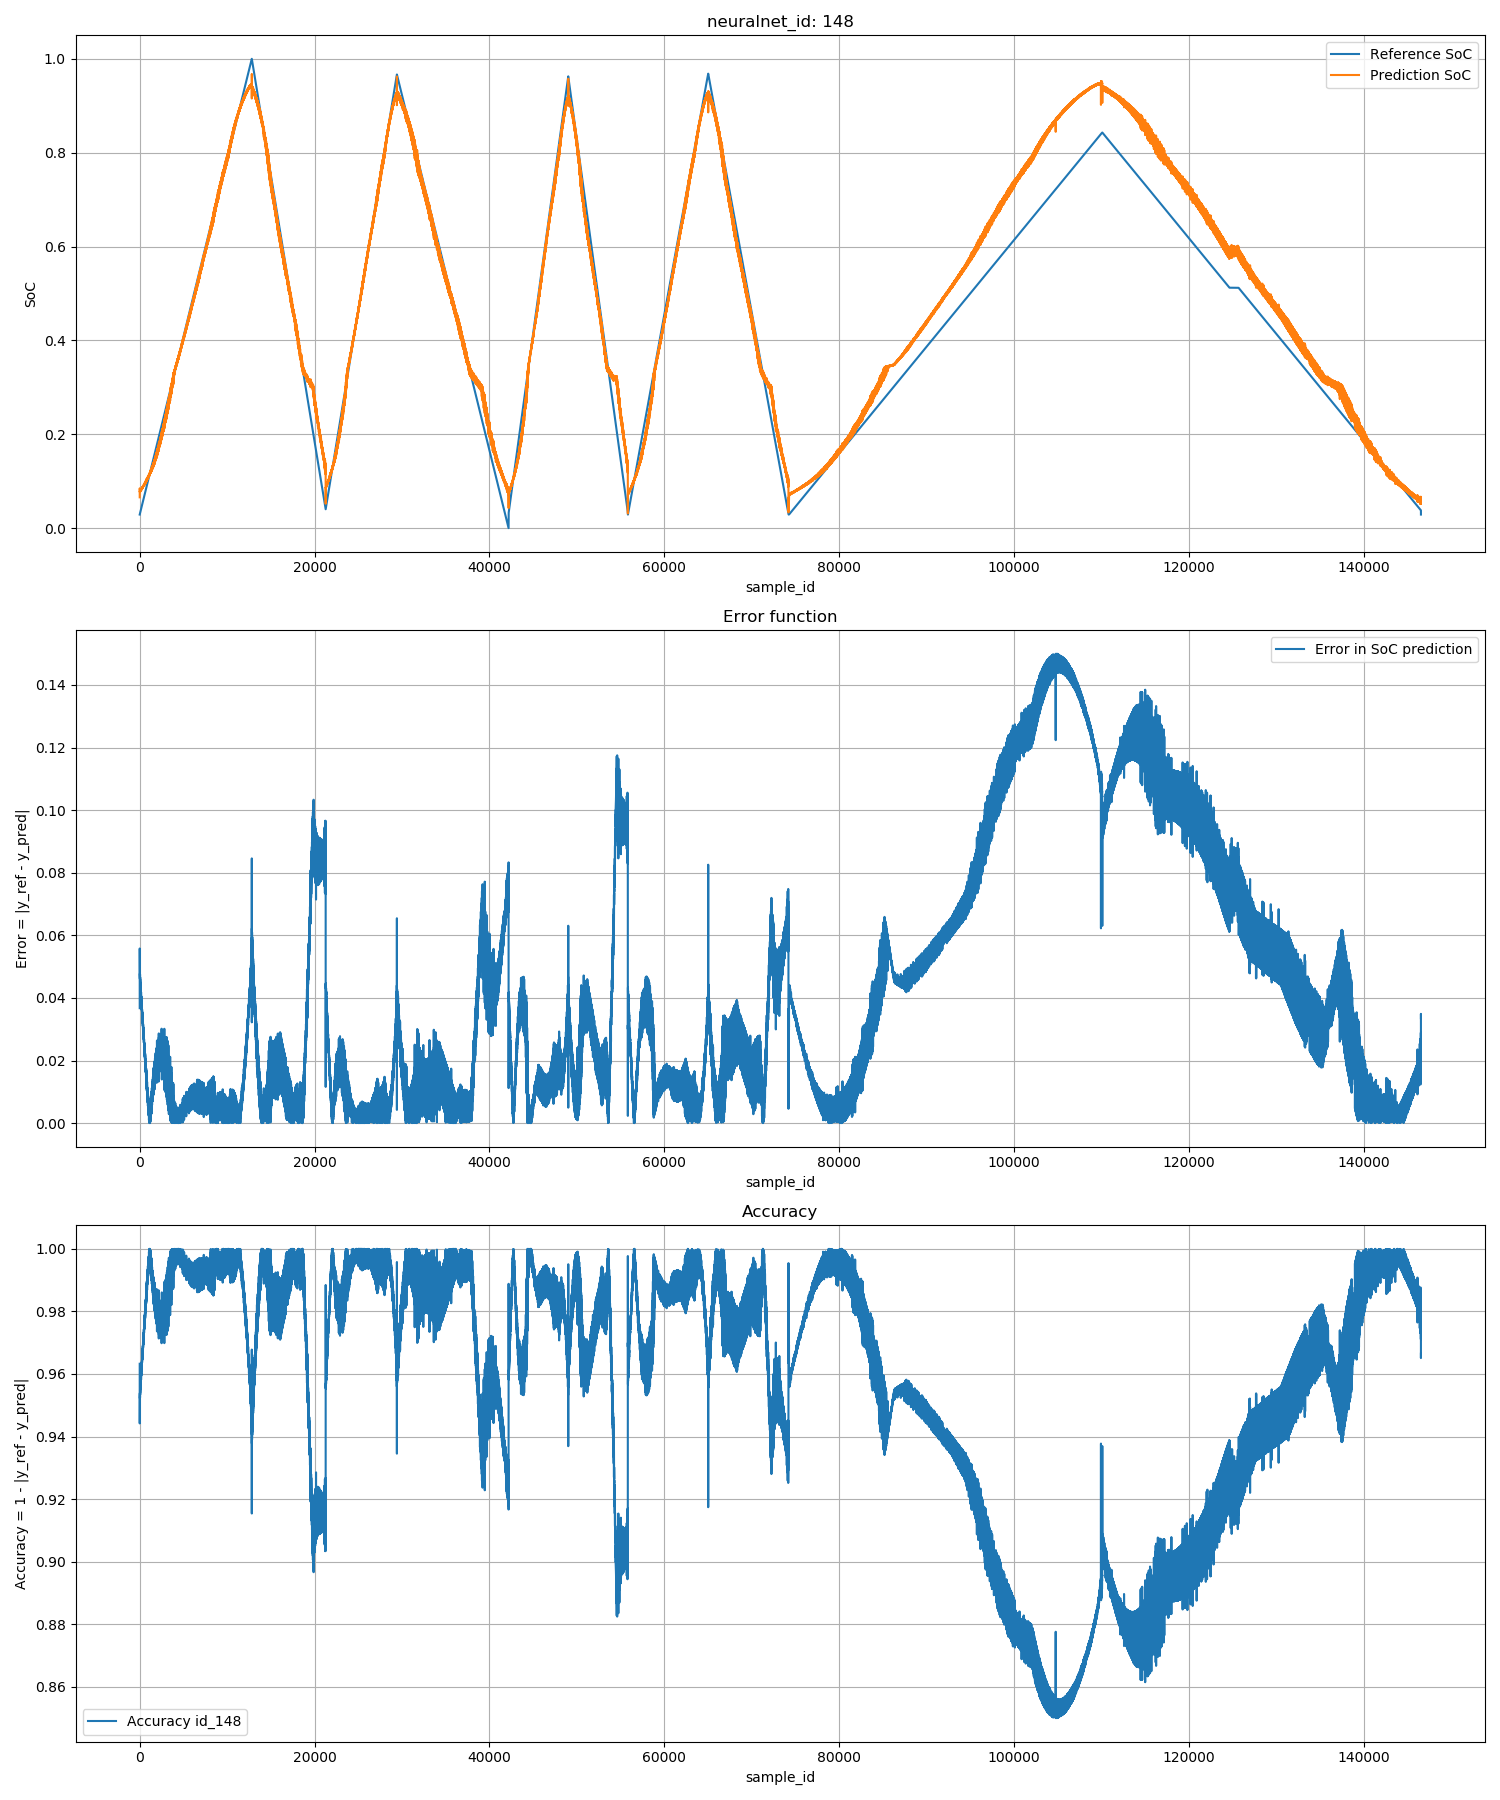 neuralnet_id: 148
Reference SoC
Prediction SoC
SoC
1.0
0.8
0.6
0.4
0.2
0.0
0 20000 40000 60000 80000 100000 120000 140000
sample_id
Error function
Error in SoC prediction
Error = |y_ref - y_pred|
0.14
0.12
0.10
0.08
0.06
0.04
0.02
0.00
0 20000 40000 60000 80000 100000 120000 140000
sample_id
Accuracy
Accuracy = 1 - |y_ref - y_pred|
1.00
0.98
0.96
0.94
0.92
0.90
0.88
0.86
Accuracy id_148
0 20000 40000 60000 80000 100000 120000 140000
sample_id